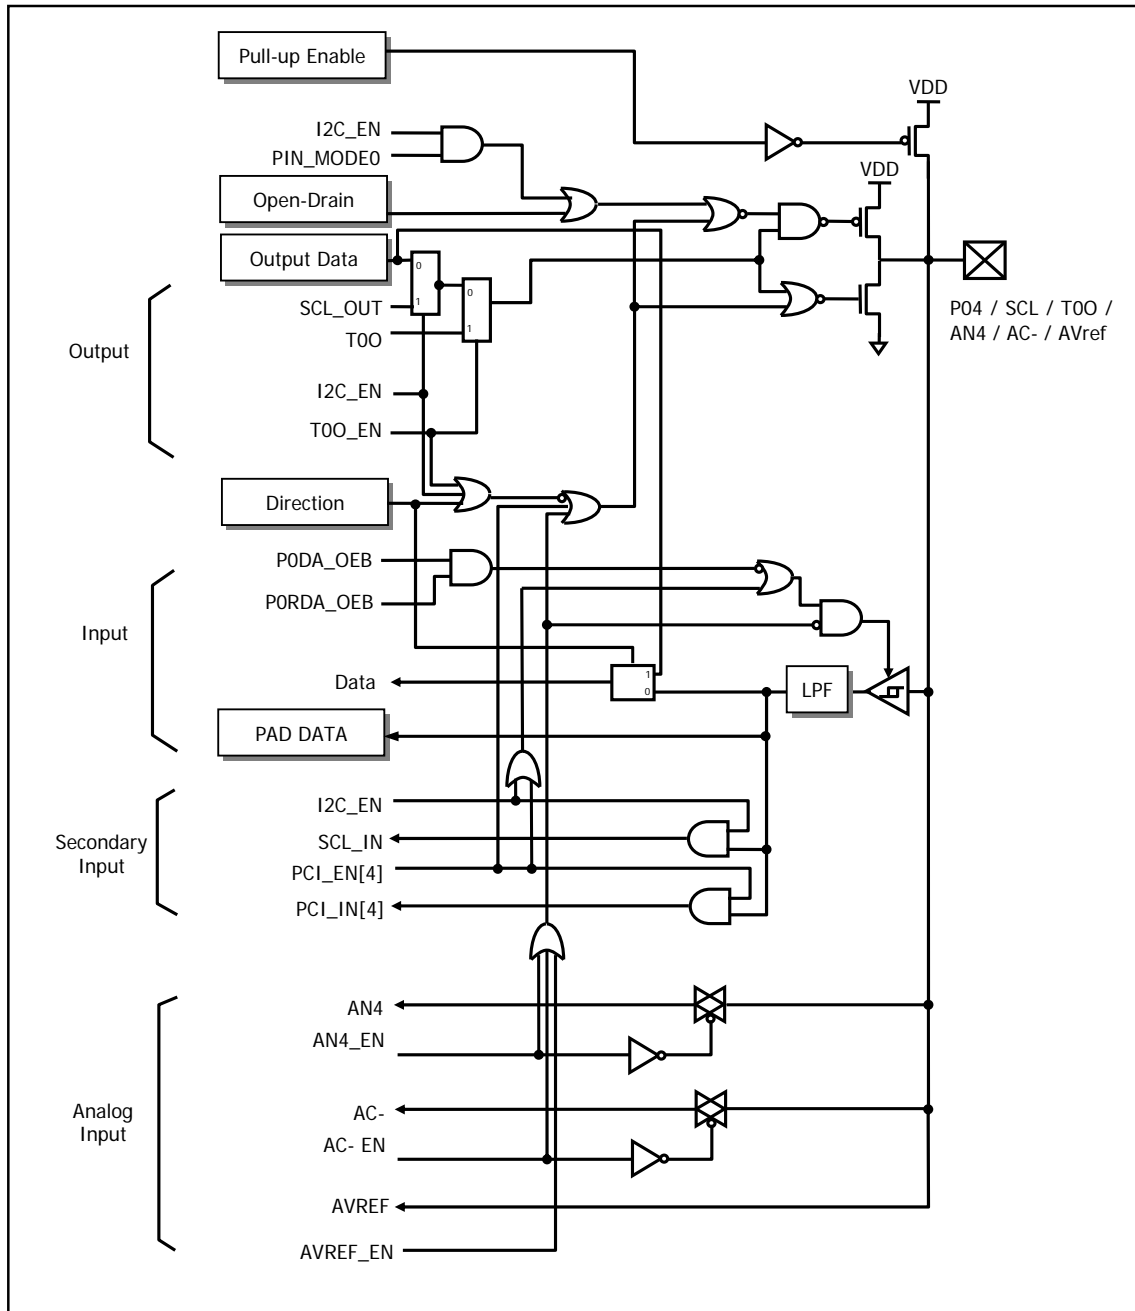 Pull-up Enable
VDD
I2C_EN
PIN_MODE0
VDD
Open-Drain
Output Data
0
1
0
1
SCL_OUT
T0O
P04 / SCL / T0O /
AN4 / AC- / AVref
Output
I2C_EN
T0O_EN
Direction
P0DA_OEB
P0RDA_OEB
Input
Data
1
0
LPF
PAD DATA
I2C_EN
Secondary
Input
SCL_IN
PCI_EN[4]
PCI_IN[4]
AN4
AN4_EN
Analog
Input
AC-
AC- EN
AVREF
AVREF_EN